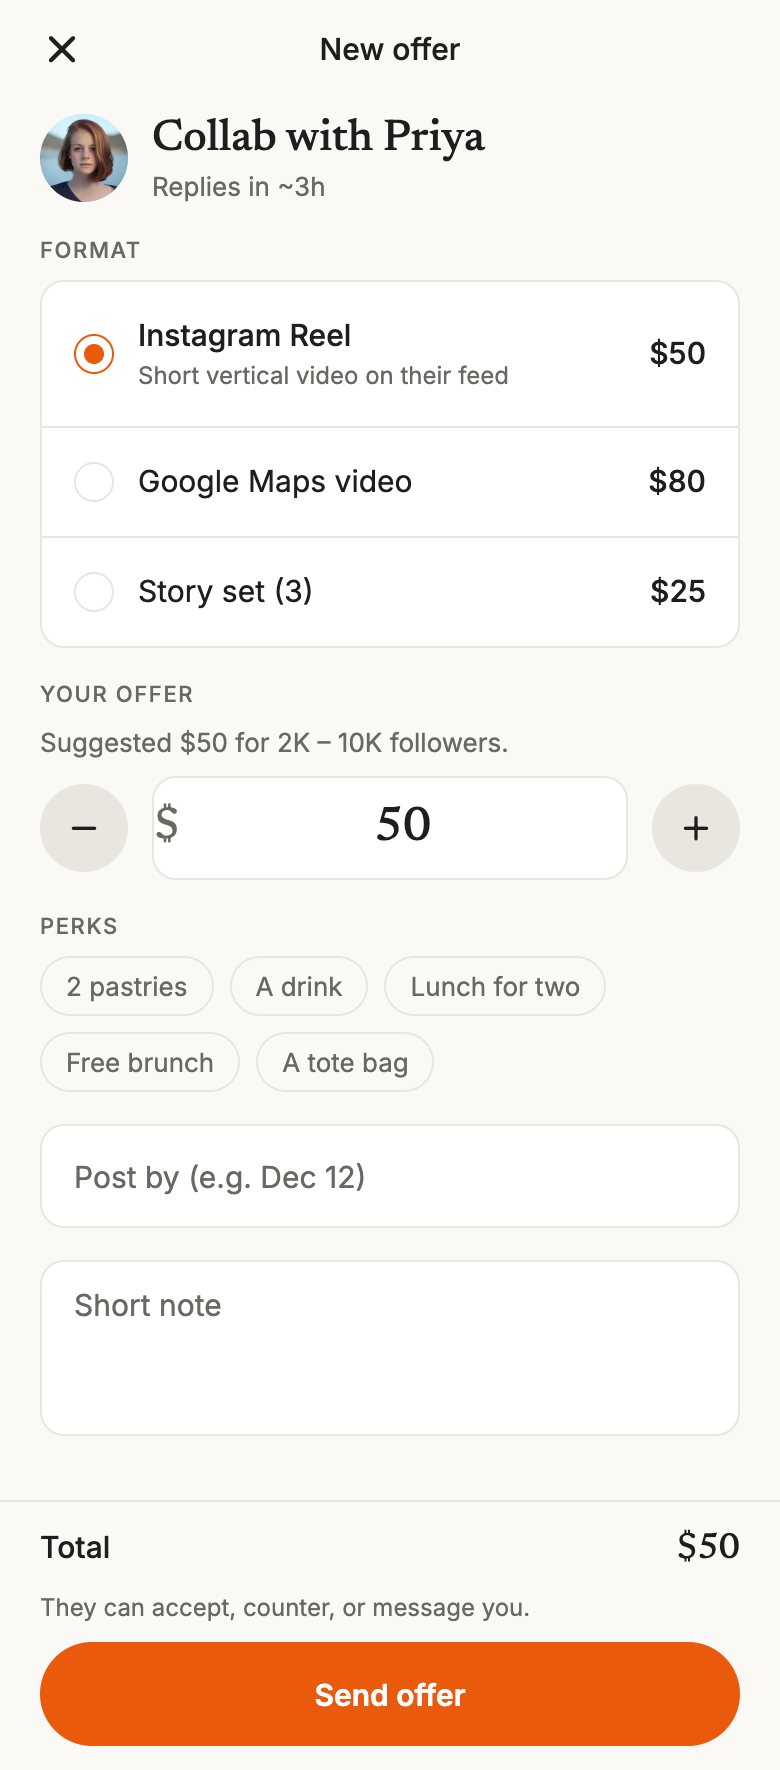 New offer
Collab with Priya
Replies in ~3h
FORMAT
Instagram Reel
Short vertical video on their feed
$50
Google Maps video
$80
Story set (3)
$25
YOUR OFFER
Suggested $50 for 2K – 10K followers.
$ 50
PERKS
2 pastries
A drink
Lunch for two
Free brunch
A tote bag
Post by (e.g. Dec 12)
Short note
Total
$50
They can accept, counter, or message you.
Send offer